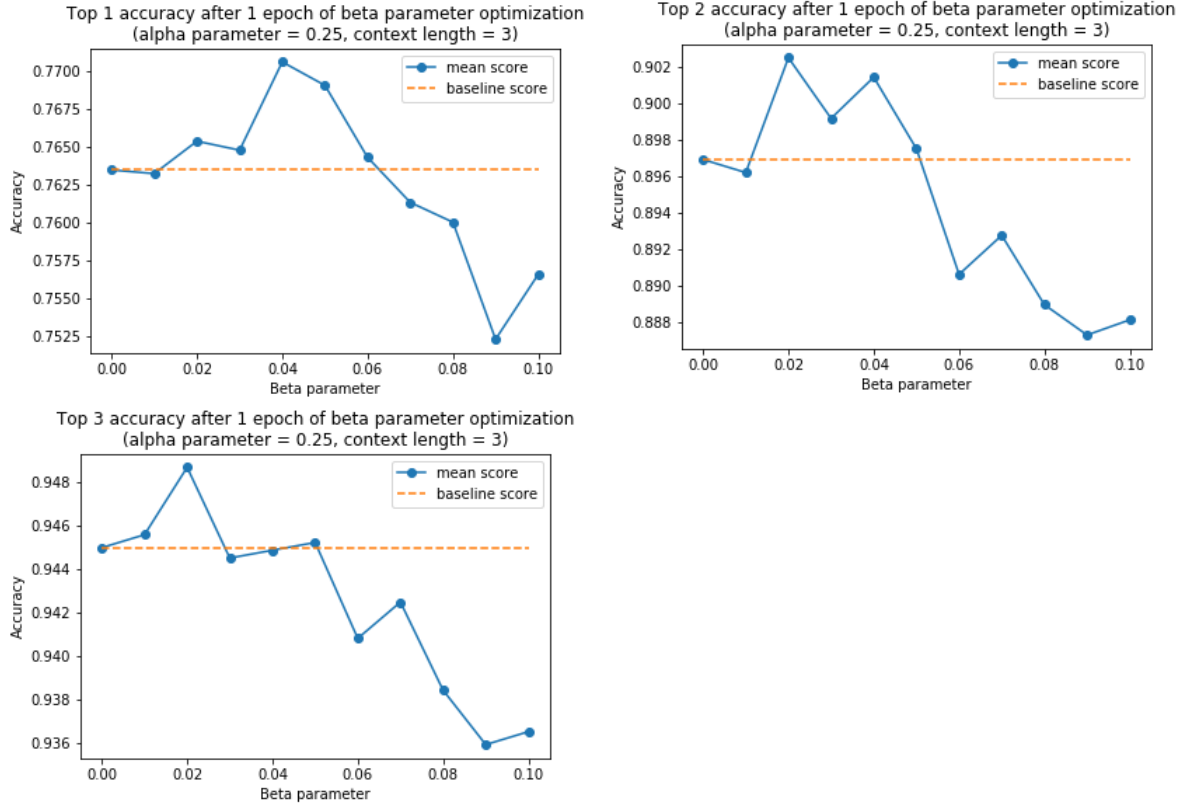 Top 1 accuracy after 1 epoch of beta parameter optimization
(alpha parameter = 0.25, context length = 3)
mean score
baseline score
0.7700
0.7675
0.7650
0.7625
0.7600
0.7575
0.7550
0.7525
Accuracy
0.00 0.02 0.04 0.06 0.08 0.10
Beta parameter
Top 2 accuracy after 1 epoch of beta parameter optimization
(alpha parameter = 0.25, context length = 3)
mean score
baseline score
0.902
0.900
0.898
0.896
0.894
0.892
0.890
0.888
Accuracy
0.00 0.02 0.04 0.06 0.08 0.10
Beta parameter
Top 3 accuracy after 1 epoch of beta parameter optimization
(alpha parameter = 0.25, context length = 3)
mean score
baseline score
0.948
0.946
0.944
0.942
0.940
0.938
0.936
Accuracy
0.00 0.02 0.04 0.06 0.08 0.10
Beta parameter